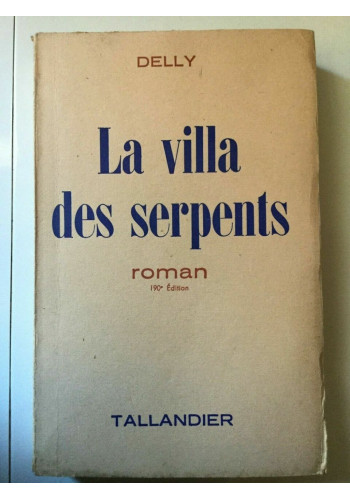 DELLY
La villa
des serpents
roman
190e Édition
TALLANDIER